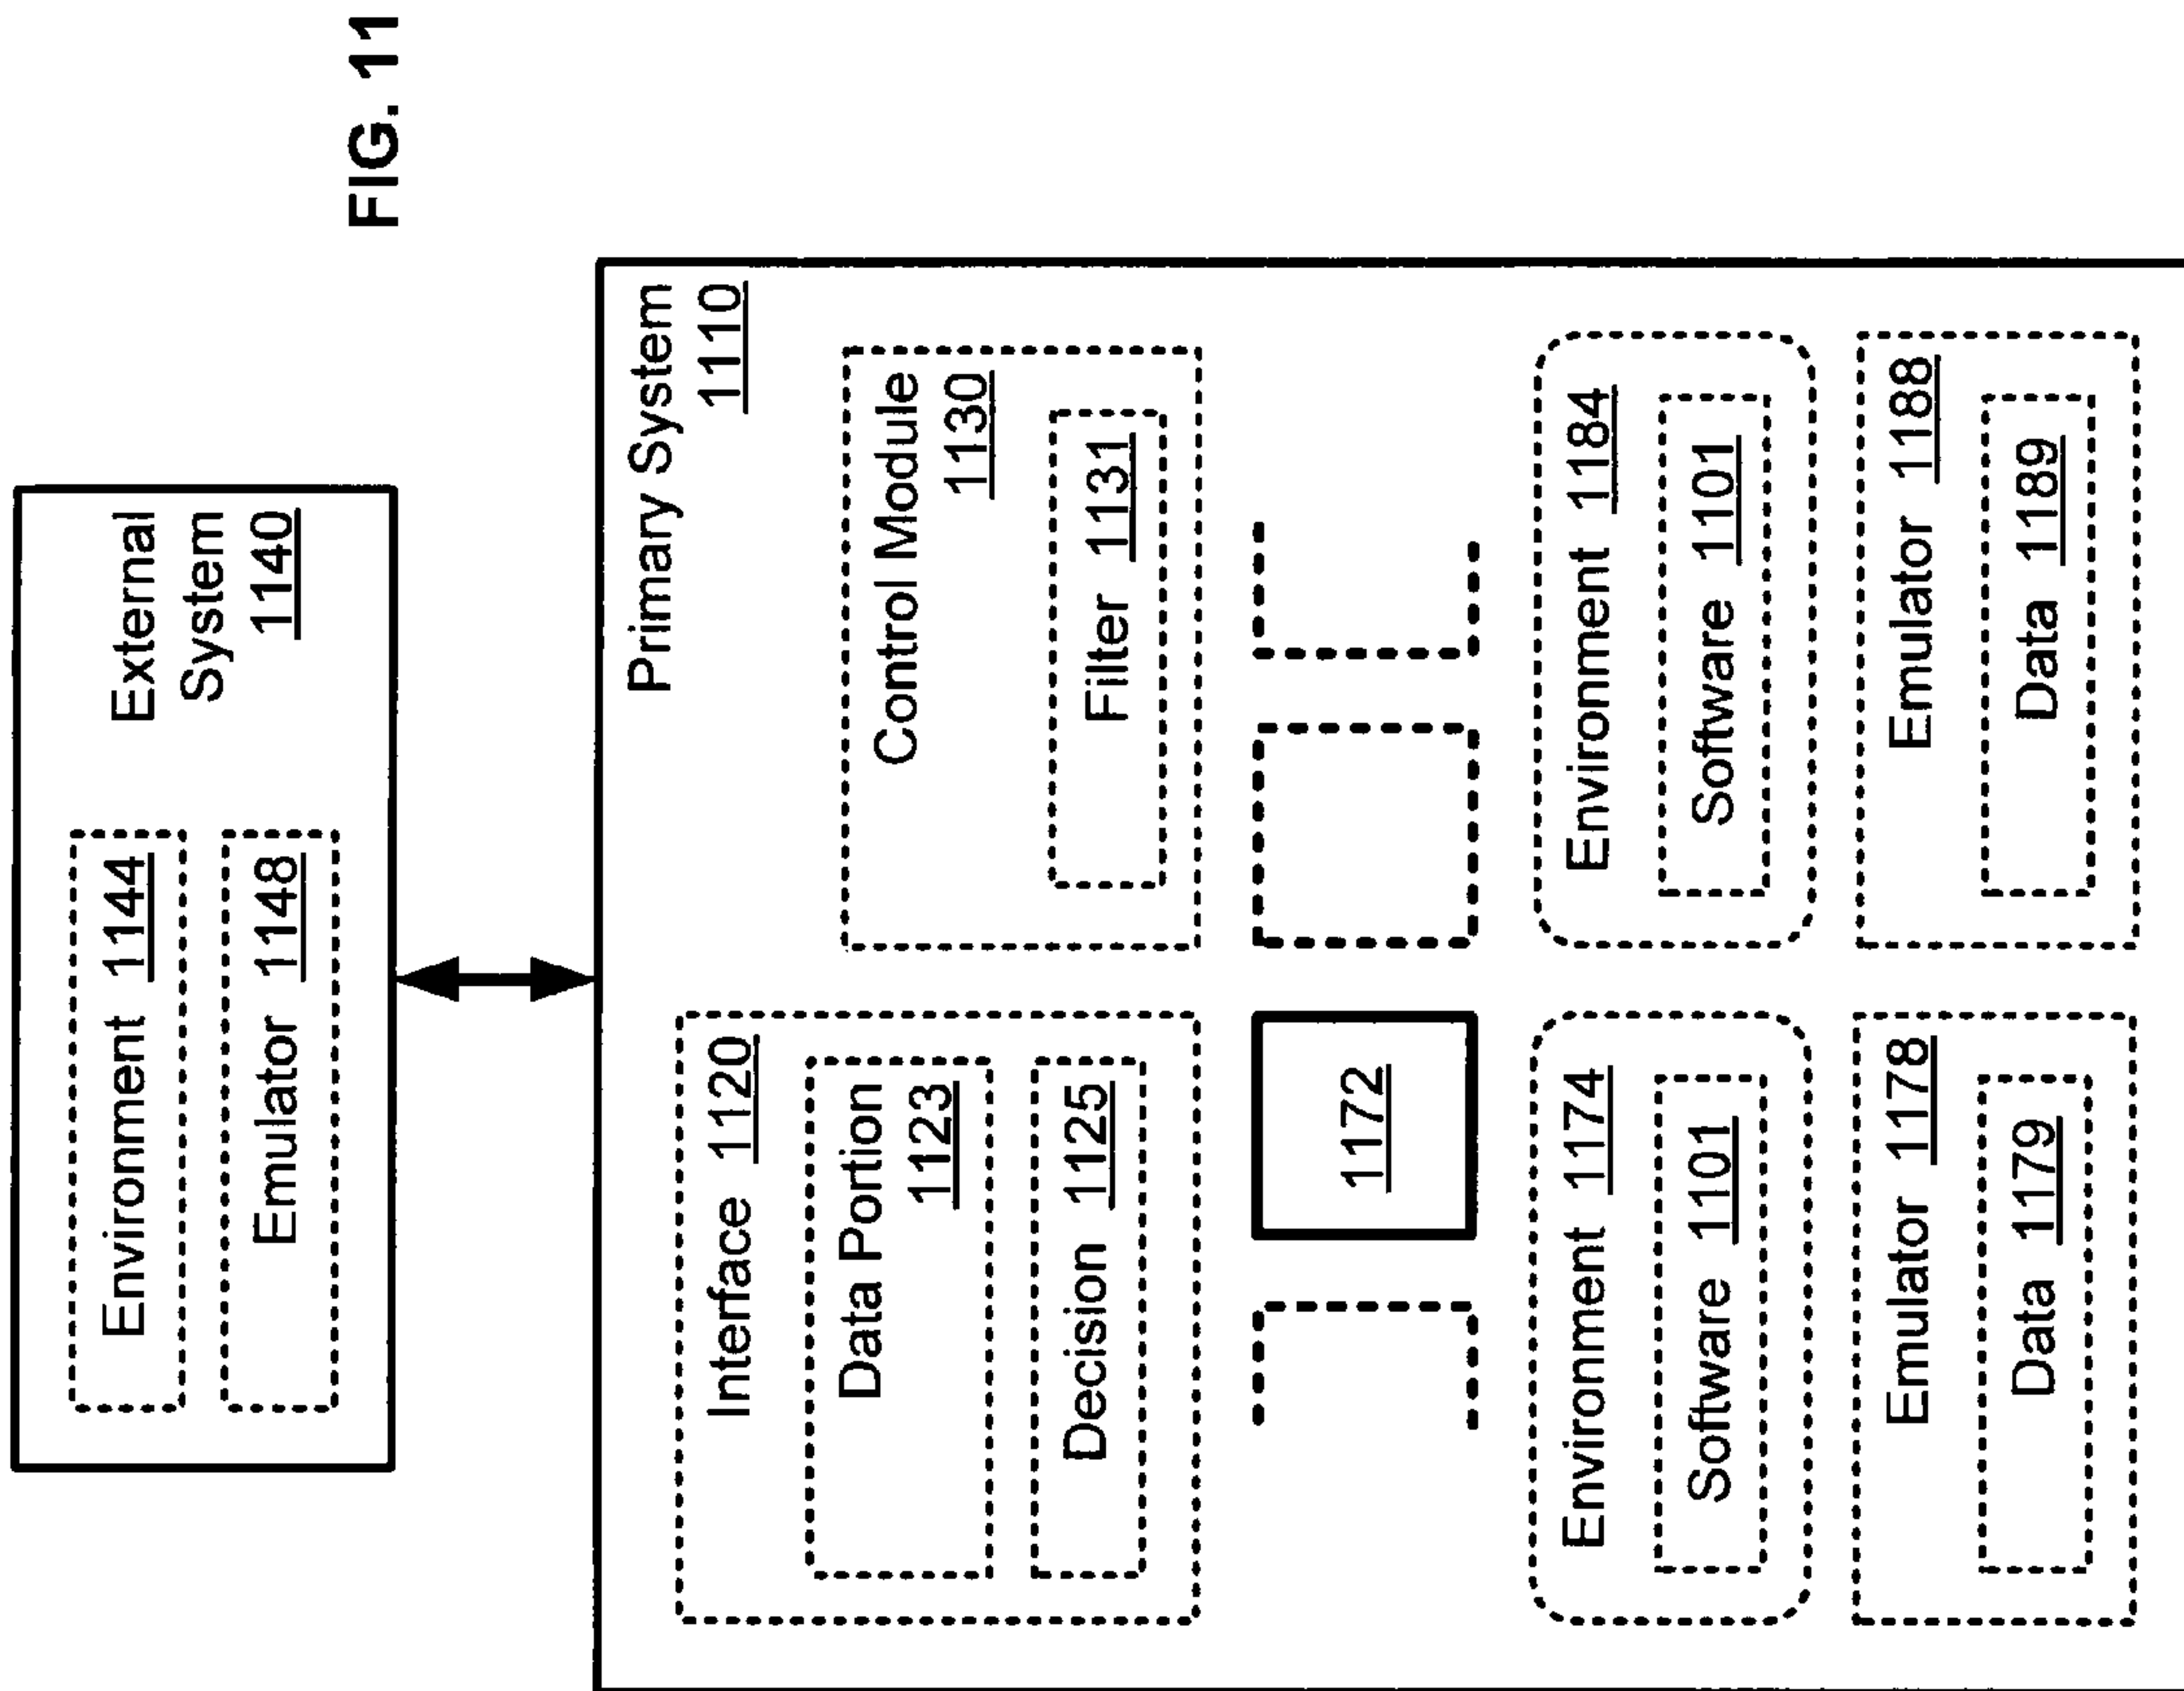 FIG. 11
External
System
1140
Environment 1144
Emulator 1148
Primary System
1110
Interface 1120
Data Portion
1123
Decision 1125
Control Module
1130
Filter 1131
1172
Environment 1174
Software 1101
Environment 1184
Software 1101
Emulator 1178
Data 1179
Emulator 1188
Data 1189